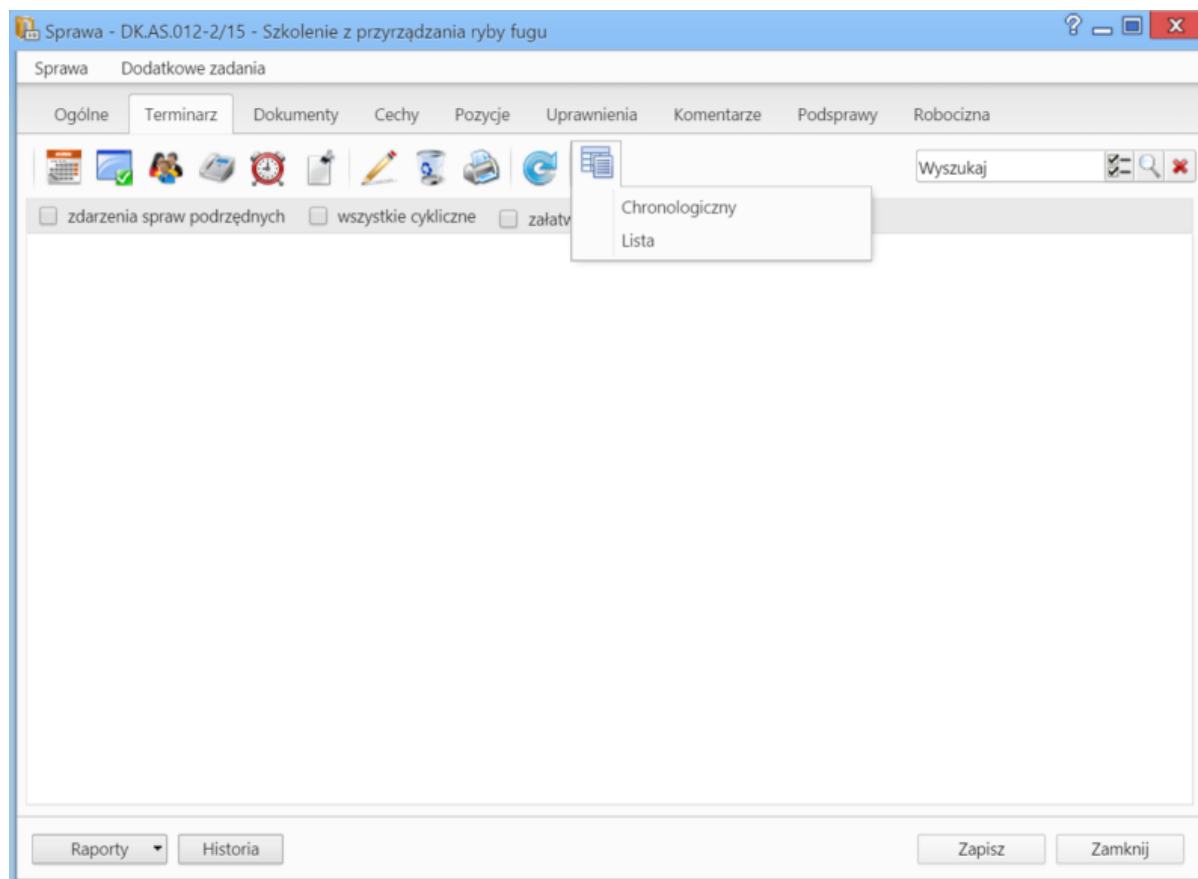 Sprawa - DK.AS.012-2/15 - Szkolenie z przyrządzania ryby fugu
Sprawa Dodatkowe zadania
Ogólne Terminarz Dokumenty Cechy Pozycje Uprawnienia Komentarze Podsprawy Robocizna
Wyszukaj
zdarzenia spraw podrzędnych wszystkie cykliczne
Chronologiczny
Lista
Raporty Historia Zapisz Zamknij